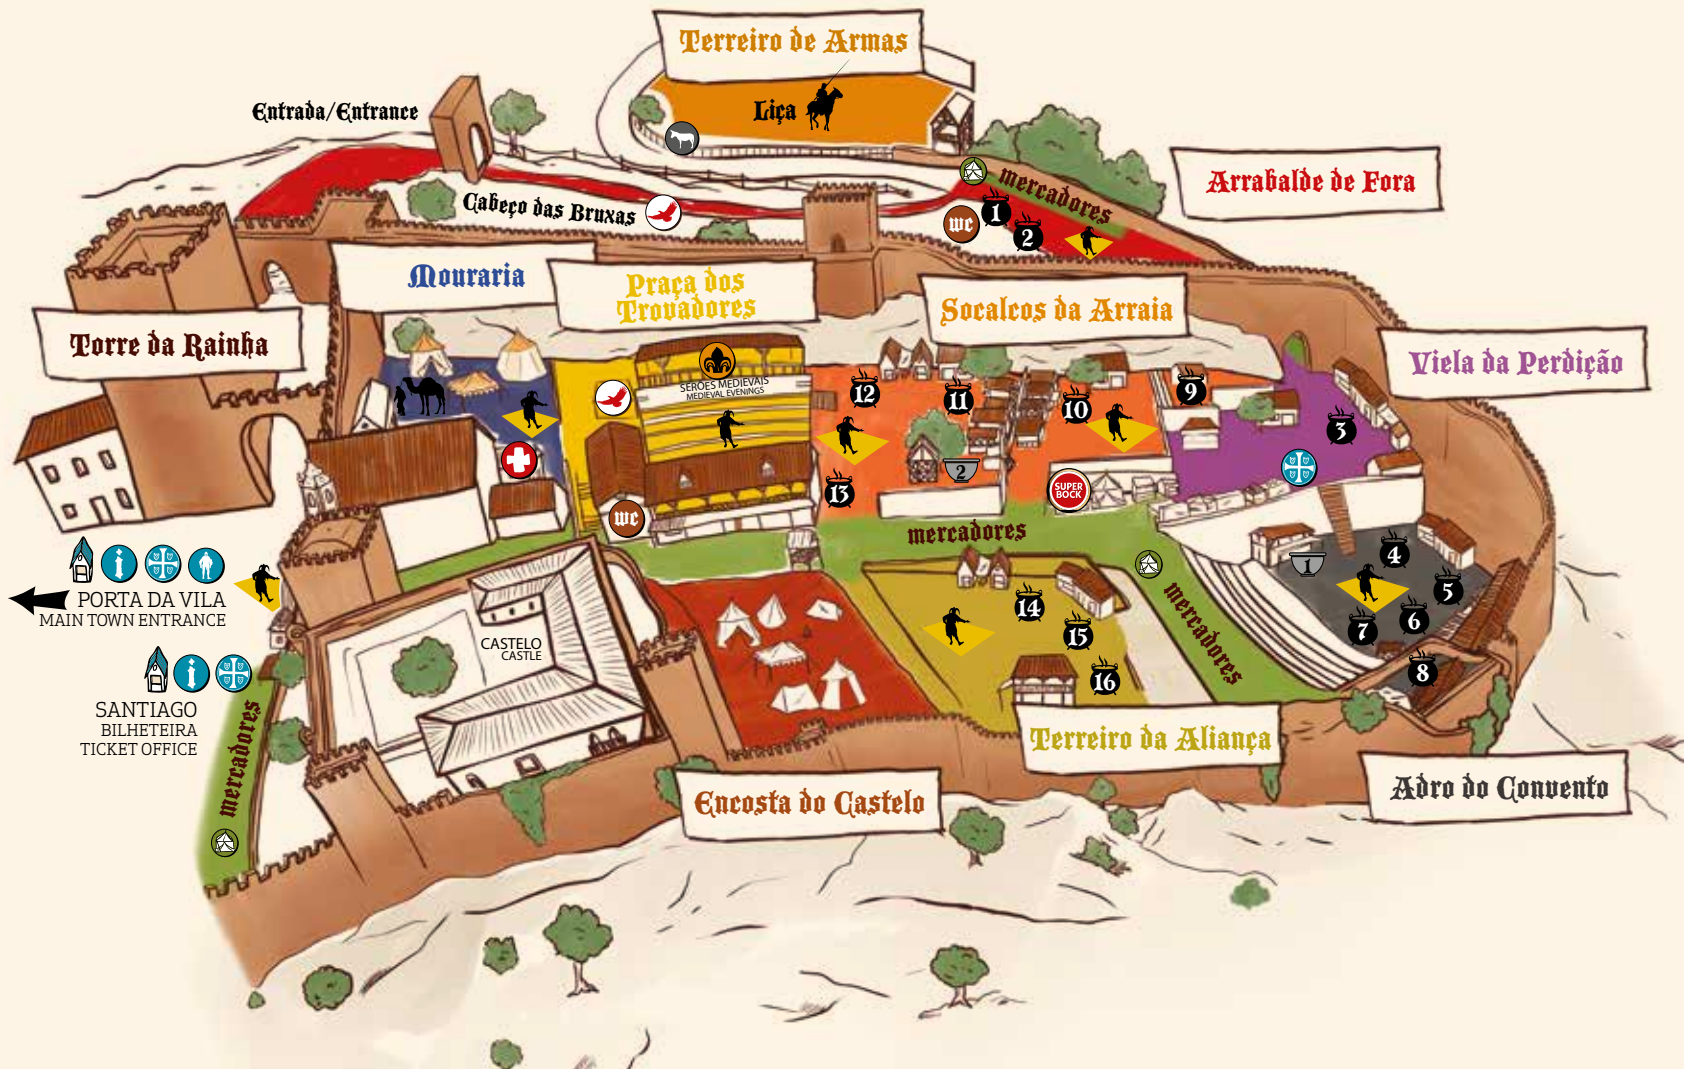 Terreiro de Armas
Liça
Entrada/Entrance
Cabeço das Bruxas
mercadores
wc
1
2
Arrabalde de Fora
Mouraria
Praça dos
Trovadores
Socalcos da Arraia
Torre da Rainha
Viela da Perdição
SERÕES MEDIEVAIS
MEDIEVAL EVENINGS
12
11
10
9
3
2
13
SUPER
BOCK
wc
mercadores
1
4
5
6
7
8
PORTA DA VILA
MAIN TOWN ENTRANCE
i
CASTELO
CASTLE
14
15
16
mercadores
i
SANTIAGO
BILHETEIRA
TICKET OFFICE
mercadores
Terreiro da Aliança
Encosta do Castelo
Adro do Convento